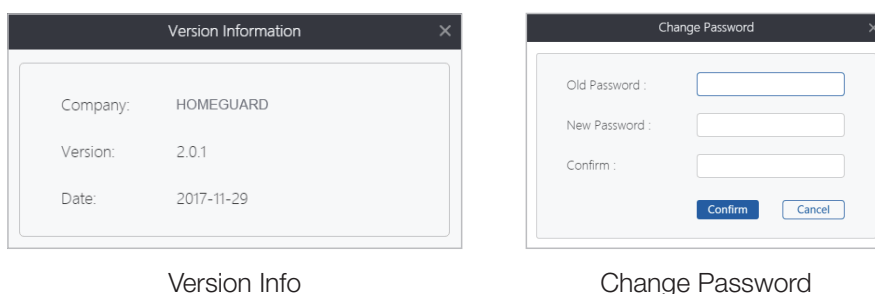 Version Information
Company: HOMEGUARD
Version: 2.0.1
Date: 2017-11-29
Version Info
Change Password
Old Password :
New Password :
Confirm :
Confirm Cancel
Change Password